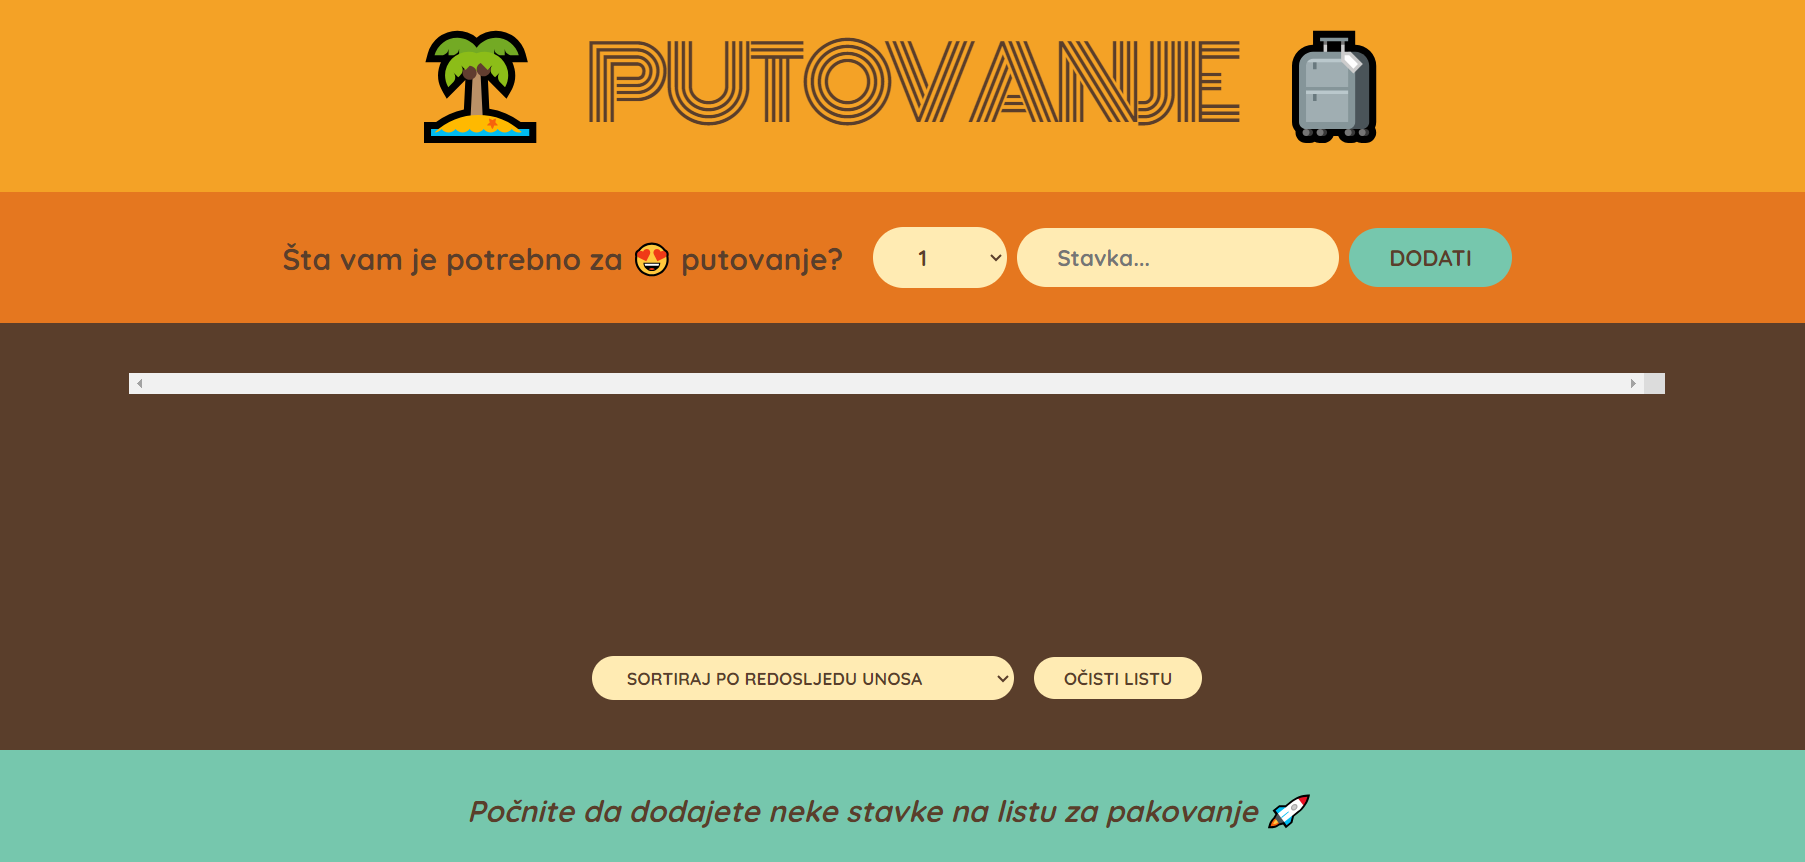 PUTOVANJE
Šta vam je potrebno za 😍 putovanje?
1
Stavka...
DODATI
SORTIRAJ PO REDOSLJEDU UNOSA
OČISTI LISTU
Počnite da dodajete neke stavke na listu za pakovanje 🚀